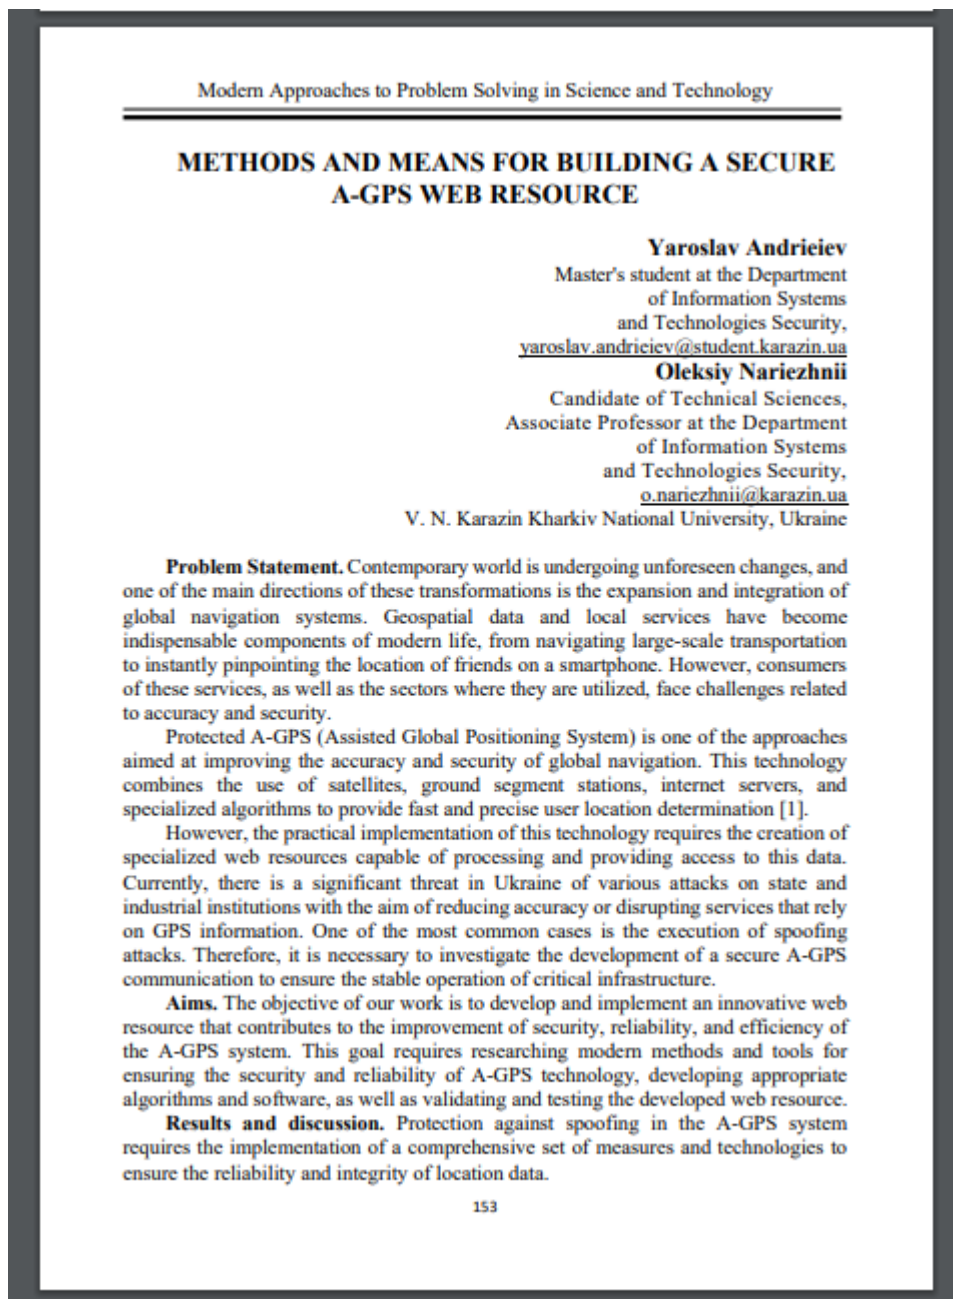 Modern Approaches to Problem Solving in Science and Technology
METHODS AND MEANS FOR BUILDING A SECURE
A-GPS WEB RESOURCE
Yaroslav Andrieiev
Master's student at the Department
of Information Systems
and Technologies Security,
yaroslav.andrieiev@student.karazin.ua
Oleksiy Nariezhnii
Candidate of Technical Sciences,
Associate Professor at the Department
of Information Systems
and Technologies Security,
o.nariezhnii@karazin.ua
V. N. Karazin Kharkiv National University, Ukraine
Problem Statement. Contemporary world is undergoing unforeseen changes, and
one of the main directions of these transformations is the expansion and integration of
global navigation systems. Geospatial data and local services have become
indispensable components of modern life, from navigating large-scale transportation
to instantly pinpointing the location of friends on a smartphone. However, consumers
of these services, as well as the sectors where they are utilized, face challenges related
to accuracy and security.
Protected A-GPS (Assisted Global Positioning System) is one of the approaches
aimed at improving the accuracy and security of global navigation. This technology
combines the use of satellites, ground segment stations, internet servers, and
specialized algorithms to provide fast and precise user location determination [1].
However, the practical implementation of this technology requires the creation of
specialized web resources capable of processing and providing access to this data.
Currently, there is a significant threat in Ukraine of various attacks on state and
industrial institutions with the aim of reducing accuracy or disrupting services that rely
on GPS information. One of the most common cases is the execution of spoofing
attacks. Therefore, it is necessary to investigate the development of a secure A-GPS
communication to ensure the stable operation of critical infrastructure.
Aims. The objective of our work is to develop and implement an innovative web
resource that contributes to the improvement of security, reliability, and efficiency of
the A-GPS system. This goal requires researching modern methods and tools for
ensuring the security and reliability of A-GPS technology, developing appropriate
algorithms and software, as well as validating and testing the developed web resource.
Results and discussion. Protection against spoofing in the A-GPS system
requires the implementation of a comprehensive set of measures and technologies to
ensure the reliability and integrity of location data.
153